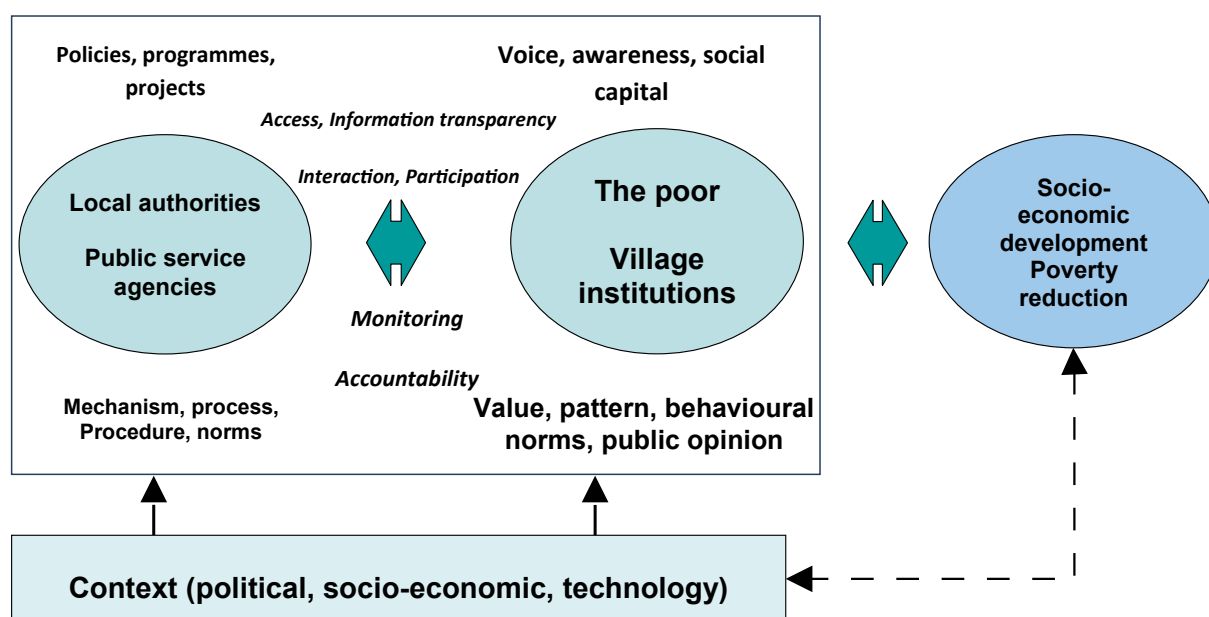 Policies, programmes,
projects
Voice, awareness, social
capital
Access, Information transparency
Interaction, Participation
Local authorities
Public service
agencies
The poor
Village
institutions
Socio-
economic
development
Poverty
reduction
Monitoring
Accountability
Mechanism, process,
Procedure, norms
Value, pattern, behavioural
norms, public opinion
Context (political, socio-economic, technology)